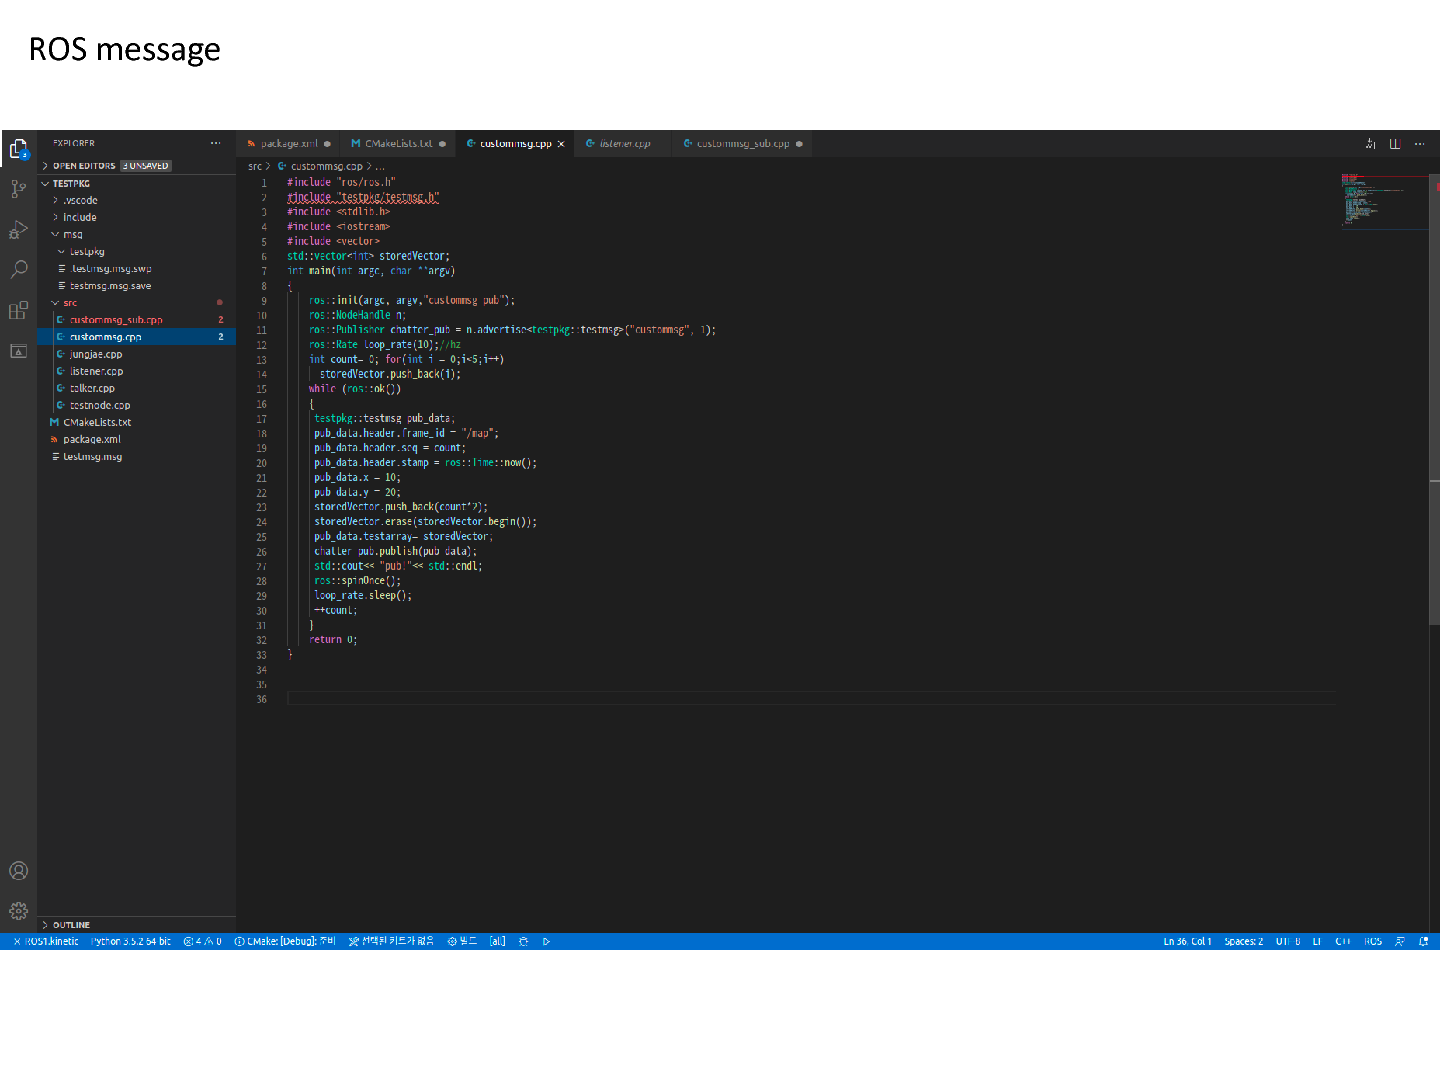 ROS message
EXPLORER
package.xml
CMakeLists.txt
custommsg.cpp
listener.cpp
custommsg_sub.cpp
OPEN EDITORS 3 UNSAVED
src > custommsg.cpp > ...
TESTPKG
.vscode
include
msg
testpkg
.testmsg.msg.swp
testmsg.msg.save
src
custommsg_sub.cpp 2
custommsg.cpp 2
jungjae.cpp
listener.cpp
talker.cpp
testnode.cpp
CMakeLists.txt
package.xml
testmsg.msg
1 #include "ros/ros.h"
2 #include "testpkg/testmsg.h"
3 #include <stdlib.h>
4 #include <iostream>
5 #include <vector>
6 std::vector<int> storedVector;
7 int main(int argc, char **argv)
8 {
9 ros::init(argc, argv,"custommsg_pub");
10 ros::NodeHandle n;
11 ros::Publisher chatter_pub = n.advertise<testpkg::testmsg>("custommsg", 1);
12 ros::Rate loop_rate(10);//hz
13 int count= 0; for(int i = 0;i<5;i++)
14 storedVector.push_back(i);
15 while (ros::ok())
16 {
17 testpkg::testmsg pub_data;
18 pub_data.header.frame_id = "/map";
19 pub_data.header.seq = count;
20 pub_data.header.stamp = ros::Time::now();
21 pub_data.x = 10;
22 pub_data.y = 20;
23 storedVector.push_back(count*2);
24 storedVector.erase(storedVector.begin());
25 pub_data.testarray= storedVector;
26 chatter_pub.publish(pub_data);
27 std::cout<< "pub!"<< std::endl;
28 ros::spinOnce();
29 loop_rate.sleep();
30 ++count;
31 }
32 return 0;
33 }
34
35
36
OUTLINE
ROS1.kinetic Python 3.5.2 64-bit 4 0 CMake: [Debug]: 준비 선택된 키트가 없음 빌드 [all] Ln 36, Col 1 Spaces: 2 UTF-8 LF C++ ROS